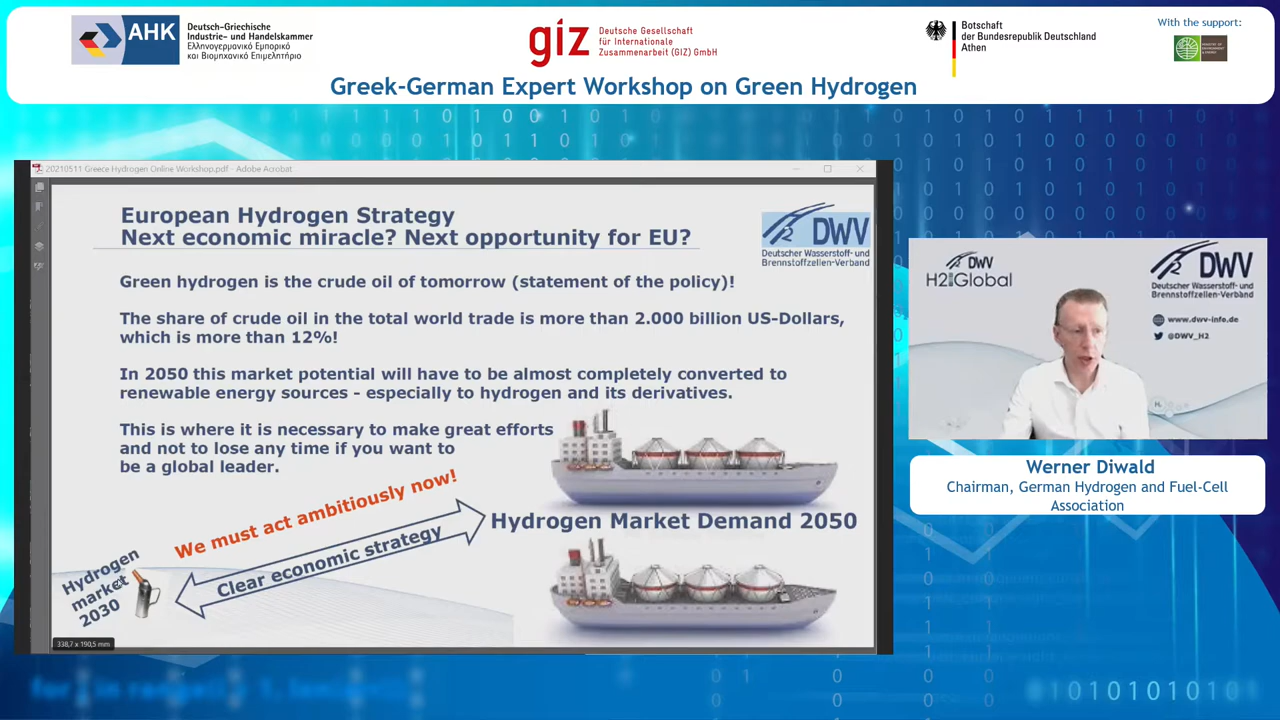 AHK
Deutsch-Griechische
Industrie- und Handelskammer
Ελληνογερμανικό Εμπορικό
και Βιομηχανικό Επιμελητήριο
giz
Deutsche Gesellschaft
für Internationale
Zusammenarbeit (GIZ) GmbH
Botschaft
der Bundesrepublik Deutschland
Athen
With the support:
Greek-German Expert Workshop on Green Hydrogen
20210511 Greece Hydrogen Online Workshop.pdf - Adobe Acrobat
European Hydrogen Strategy
Next economic miracle? Next opportunity for EU?
DWV
Deutscher Wasserstoff- und
Brennstoffzellen-Verband
Green hydrogen is the crude oil of tomorrow (statement of the policy)!
The share of crude oil in the total world trade is more than 2.000 billion US-Dollars,
which is more than 12%!
In 2050 this market potential will have to be almost completely converted to
renewable energy sources - especially to hydrogen and its derivatives.
This is where it is necessary to make great efforts
and not to lose any time if you want to
be a global leader.
We must act ambitiously now!
Clear economic strategy
Hydrogen
market
2030
Hydrogen Market Demand 2050
338,7 x 190,5 mm
DWV
H2Global
DWV
Deutscher Wasserstoff- und
Brennstoffzellen-Verband
www.dwv-info.de
@DWV_H2
Werner Diwald
Chairman, German Hydrogen and Fuel-Cell
Association
010101010101